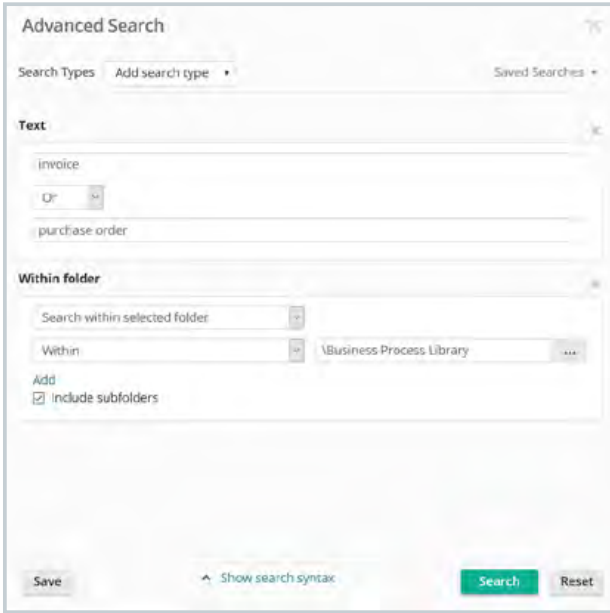 Advanced Search
Search Types Add search type Saved Searches
Text
invoice
Or
purchase order
Within folder
Search within selected folder
Within \Business Process Library ...
Add
Include subfolders
Save Show search syntax Search Reset